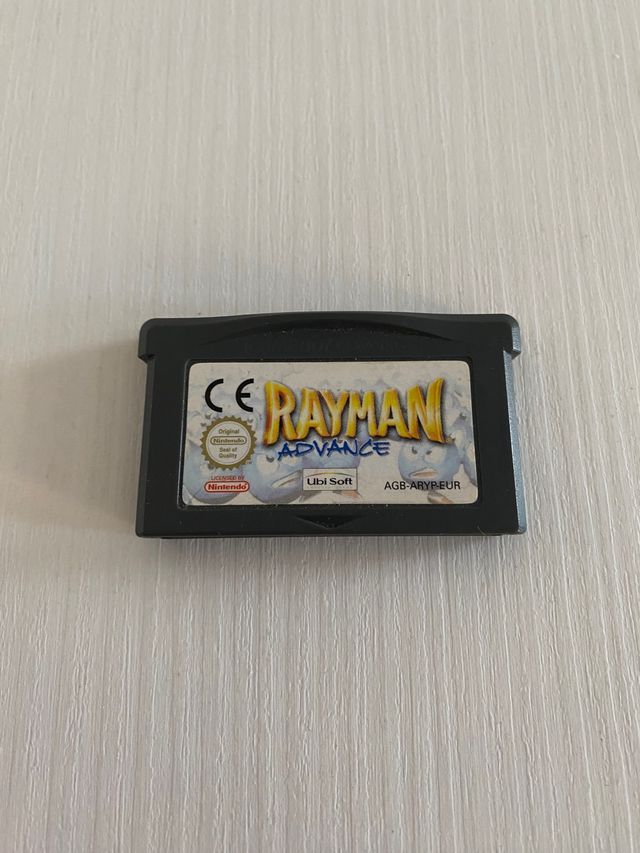 CE
RAYMAN
ADVANCE
Original
Nintendo
Seal of
Quality
LICENSED BY
Nintendo
Ubi Soft
AGB-ARYP-EUR